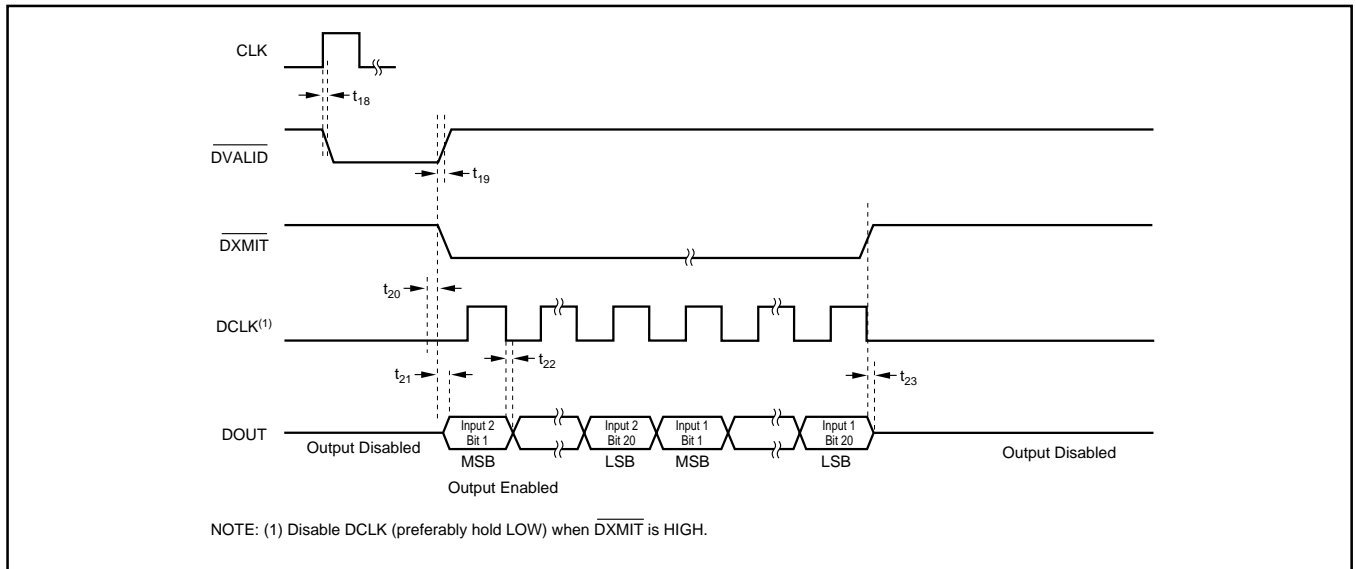 CLK
t18
DVALID
t19
DXMIT
t20
DCLK(1)
t22
t21
t23
DOUT
Output Disabled
Input 2
Bit 1
Input 2
Bit 20
Input 1
Bit 1
Input 1
Bit 20
Output Disabled
MSB
LSB
MSB
LSB
Output Enabled
NOTE: (1) Disable DCLK (preferably hold LOW) when DXMIT is HIGH.